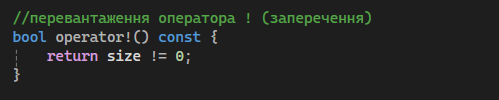 //перевантаження оператора ! (заперечення)
bool operator!() const {
    return size != 0;
}